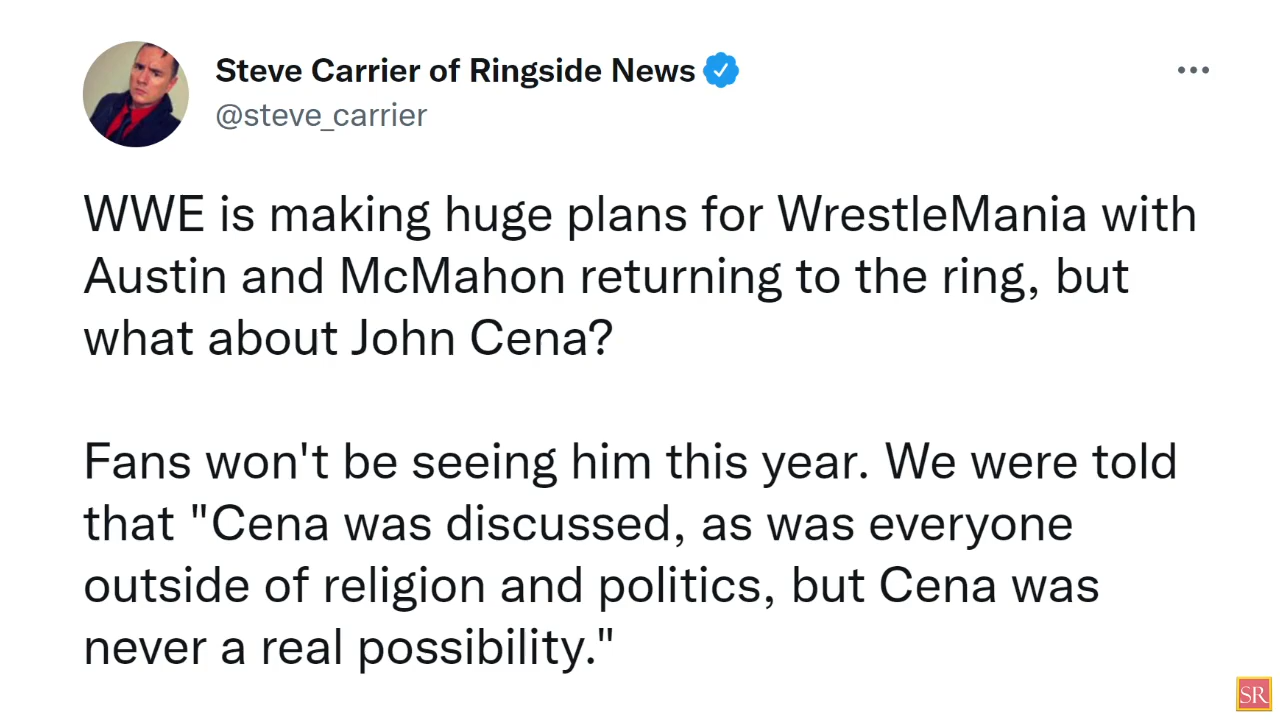 Steve Carrier of Ringside News
@steve_carrier
WWE is making huge plans for WrestleMania with
Austin and McMahon returning to the ring, but
what about John Cena?
Fans won't be seeing him this year. We were told
that "Cena was discussed, as was everyone
outside of religion and politics, but Cena was
never a real possibility."
SR